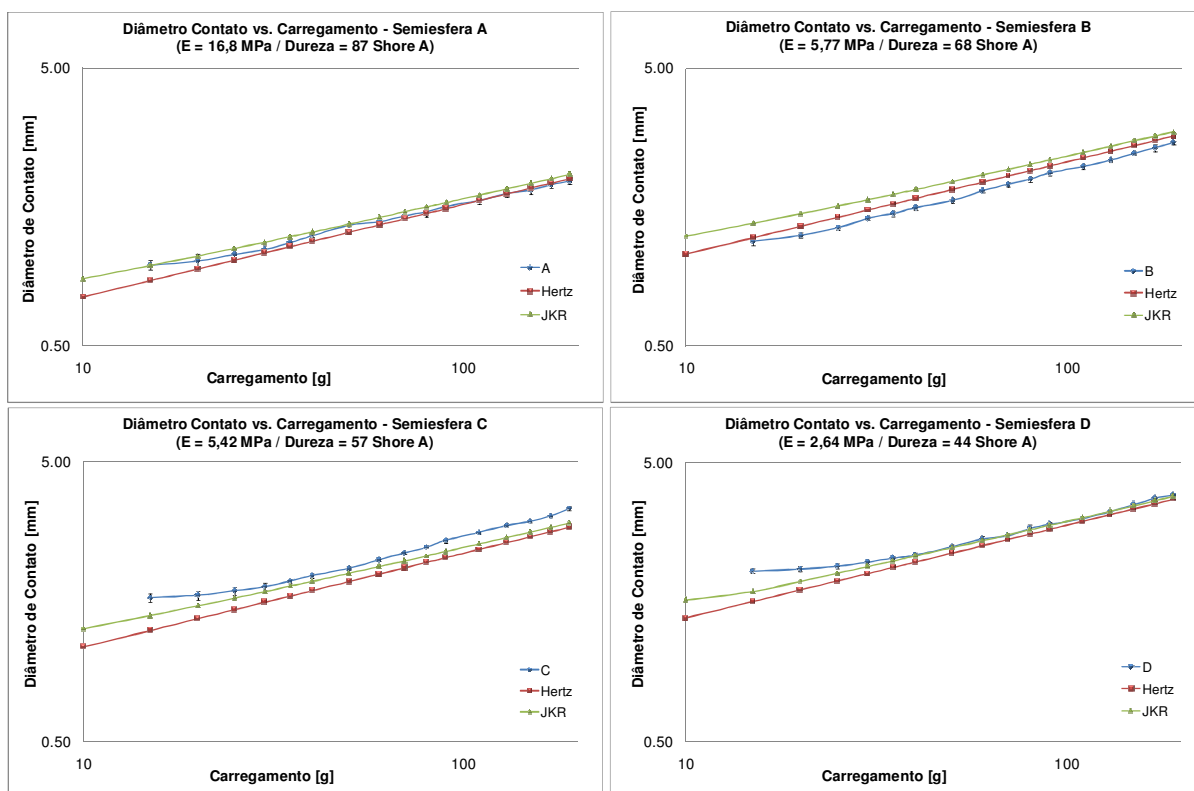 Diâmetro Contato vs. Carregamento - Semiesfera A
(E = 16,8 MPa / Dureza = 87 Shore A)
5.00
Diâmetro de Contato [mm]
A
Hertz
JKR
0.50
10
100
Carregamento [g]
Diâmetro Contato vs. Carregamento - Semiesfera B
(E = 5,77 MPa / Dureza = 68 Shore A)
5.00
Diâmetro de Contato [mm]
B
Hertz
JKR
0.50
10
100
Carregamento [g]
Diâmetro Contato vs. Carregamento - Semiesfera C
(E = 5,42 MPa / Dureza = 57 Shore A)
5.00
Diâmetro de Contato [mm]
C
Hertz
JKR
0.50
10
100
Carregamento [g]
Diâmetro Contato vs. Carregamento - Semiesfera D
(E = 2,64 MPa / Dureza = 44 Shore A)
5.00
Diâmetro de Contato [mm]
D
Hertz
JKR
0.50
10
100
Carregamento [g]